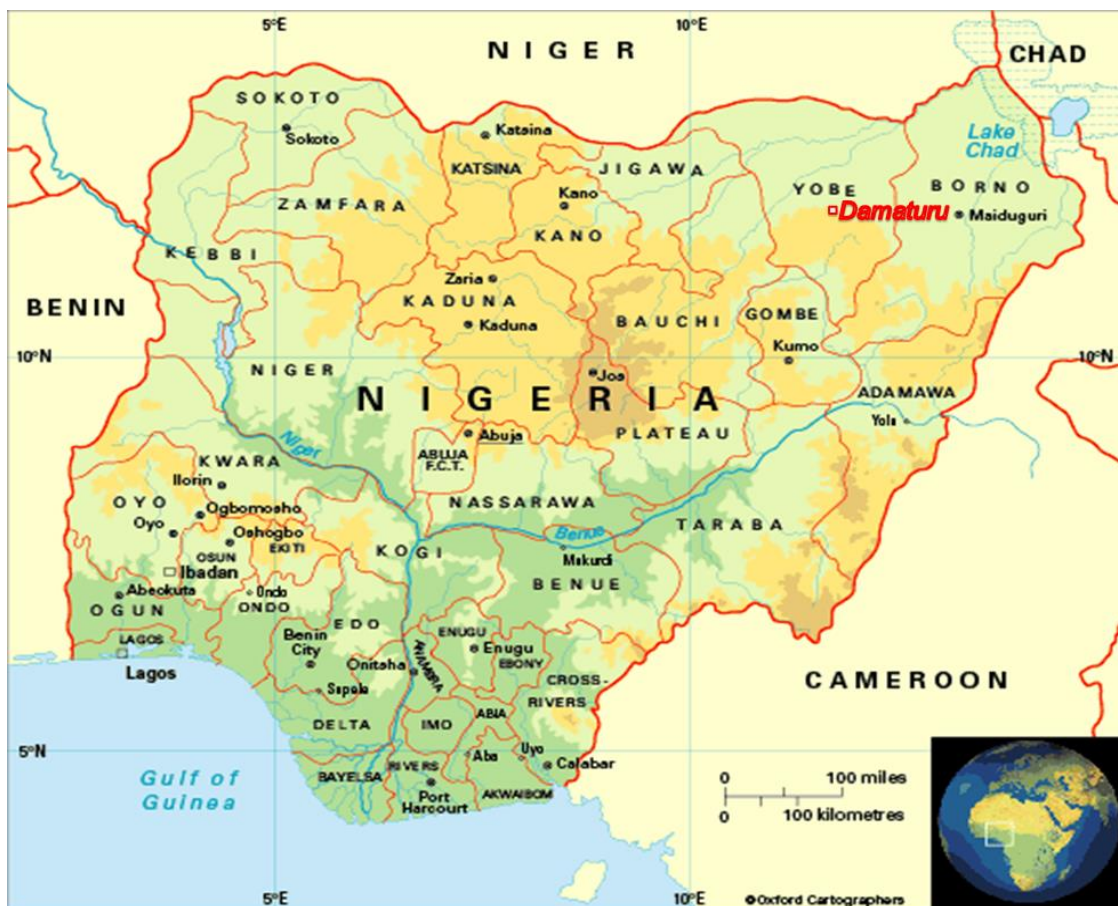 5°E
10°E
NIGER
CHAD
SOKOTO
Sokoto
Katsina
KATSINA
JIGAWA
Lake
Chad
YOBE
BORNO
Damaturu
Maiduguri
ZAMFARA
Kano
KANO
KEBBI
Zaria
KADUNA
Kaduna
BENIN
BAUCHI
GOMBE
Kumo
10°N
10°N
NIGER
Jos
ADAMAWA
Yola
NIGERIA
PLATEAU
Niger
Abuja
ABUJA
F.C.T.
KWARA
Ilorin
NASSARAWA
OYO
Ogbomosho
Oyo
Oshogbo
OSUN
EKITI
KOGI
Benue
TARABA
Makurdi
BENUE
Ibadan
Abeokuta
OGUN
Ondo
ONDO
EDO
ENUGU
Enugu
EBONY
LAGOS
Lagos
Benin
City
Onitsha
ANAMBRA
CROSS-
RIVERS
Sapele
CAMEROON
DELTA
IMO
ABIA
5°N
5°N
Aba
Uyo
Calabar
RIVERS
BAYELSA
Port
Harcourt
AKWAIBOM
Gulf of
Guinea
0 100 miles
0 100 kilometres
5°E
10°E
Oxford Cartographers